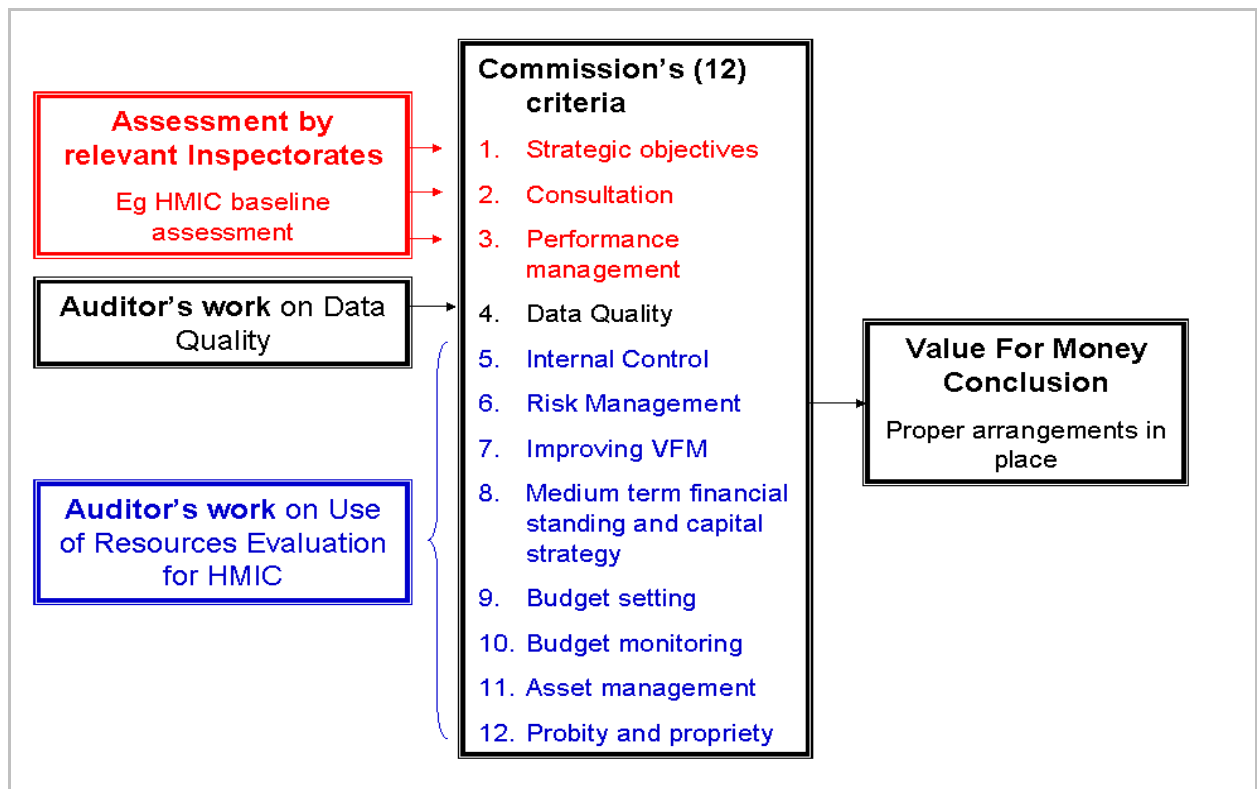 Assessment by
relevant Inspectorates
Eg HMIC baseline
assessment
Auditor’s work on Data
Quality
Auditor’s work on Use
of Resources Evaluation
for HMIC
Commission’s (12)
criteria
1. Strategic objectives
2. Consultation
3. Performance
management
4. Data Quality
5. Internal Control
6. Risk Management
7. Improving VFM
8. Medium term financial
standing and capital
strategy
9. Budget setting
10. Budget monitoring
11. Asset management
12. Probity and propriety
Value For Money
Conclusion
Proper arrangements in
place